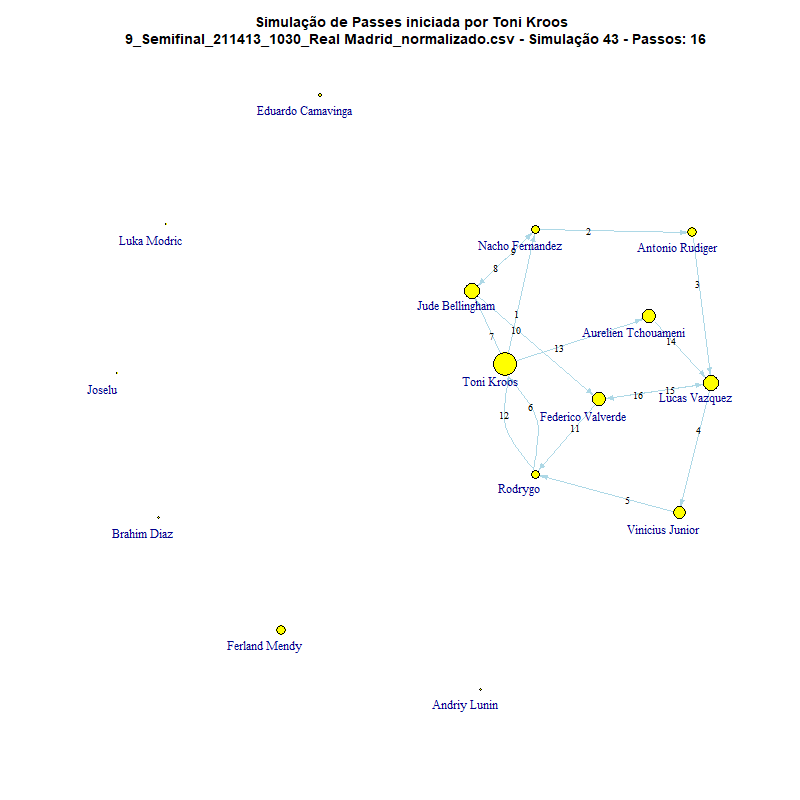 Simulação de Passes iniciada por Toni Kroos
9_Semifinal_211413_1030_Real Madrid_normalizado.csv - Simulação 43 - Passos: 16
Eduardo Camavinga
Luka Modric
Nacho Fernandez
2
Antonio Rudiger
9
8
3
Jude Bellingham
1
10
Aurelien Tchouameni
7
13
14
Joselu
Toni Kroos
16
15
Lucas Vazquez
12
6
Federico Valverde
11
4
Rodrygo
5
Brahim Diaz
Vinicius Junior
Ferland Mendy
Andriy Lunin